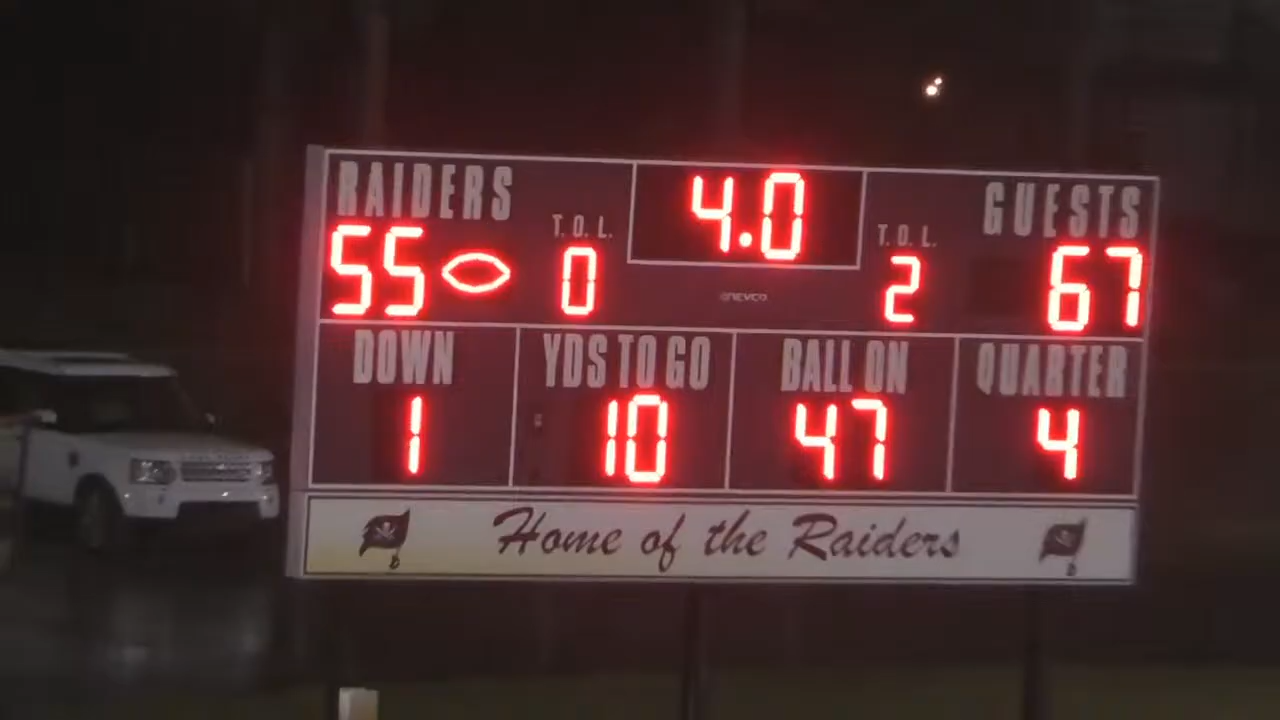 RAIDERS 4.0 GUESTS
T. O. L. T. O. L.
55 0 2 67
NEVCO
DOWN YDS TO GO BALL ON QUARTER
1 10 47 4
Home of the Raiders